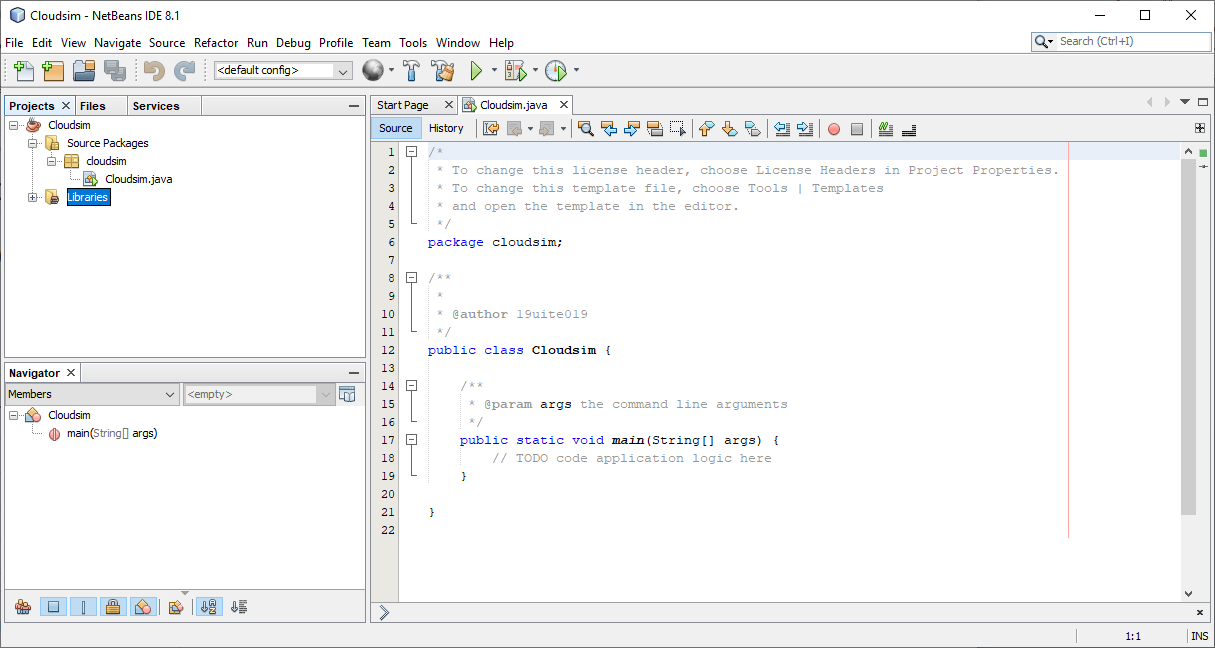 Cloudsim - NetBeans IDE 8.1
File Edit View Navigate Source Refactor Run Debug Profile Team Tools Window Help
Search (Ctrl+I)
<default config>
Projects Files Services
Cloudsim
Source Packages
cloudsim
Cloudsim.java
Libraries
Navigator
Members <empty>
Cloudsim
main(String[] args)
Start Page Cloudsim.java
Source History
1 /*
2 * To change this license header, choose License Headers in Project Properties.
3 * To change this template file, choose Tools | Templates
4 * and open the template in the editor.
5 */
6 package cloudsim;
7
8 /**
9 *
10 * @author 19uite019
11 */
12 public class Cloudsim {
13
14 /**
15 * @param args the command line arguments
16 */
17 public static void main(String[] args) {
18 // TODO code application logic here
19 }
20
21 }
22
1:1 INS